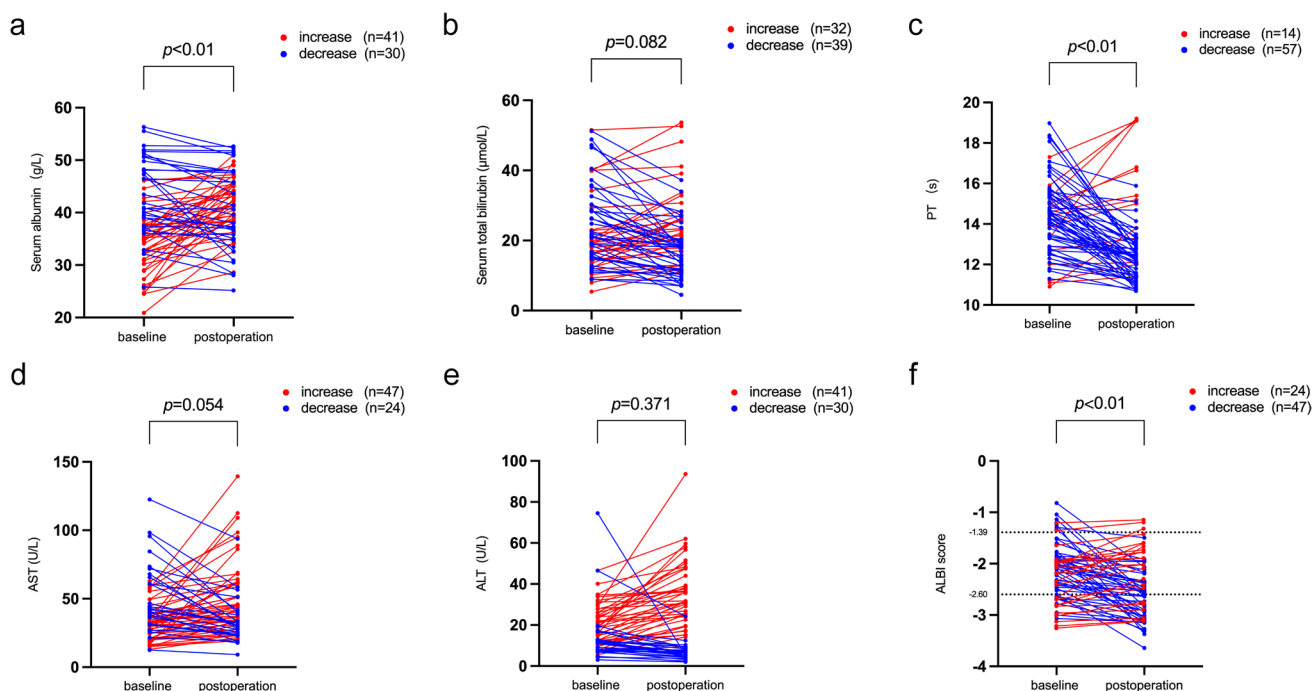 a
increase (n=41)
decrease (n=30)
p<0.01
Serum albumin (g/L)
60
50
40
30
20
baseline postoperation
b
increase (n=32)
decrease (n=39)
p=0.082
Serum total bilirubin (μmol/L)
60
40
20
0
baseline postoperation
c
increase (n=14)
decrease (n=57)
p<0.01
PT (s)
20
18
16
14
12
10
baseline postoperation
d
increase (n=47)
decrease (n=24)
p=0.054
AST (U/L)
150
100
50
0
baseline postoperation
e
increase (n=41)
decrease (n=30)
p=0.371
ALT (U/L)
100
80
60
40
20
0
baseline postoperation
f
increase (n=24)
decrease (n=47)
p<0.01
ALBI score
0
-1
-1.39
-2
-2.60
-3
-4
baseline postoperation